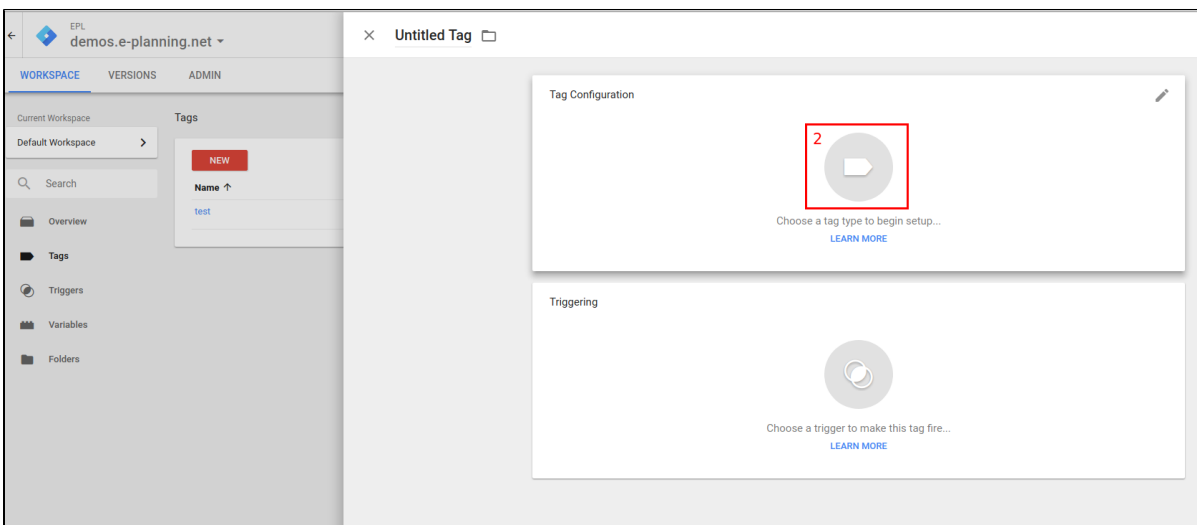 EPL
demos.e-planning.net
Untitled Tag
WORKSPACE VERSIONS ADMIN
Current Workspace
Default Workspace
Search
Overview
Tags
Triggers
Variables
Folders
Tags
NEW
Name
test
Tag Configuration
2
Choose a tag type to begin setup...
LEARN MORE
Triggering
Choose a trigger to make this tag fire...
LEARN MORE